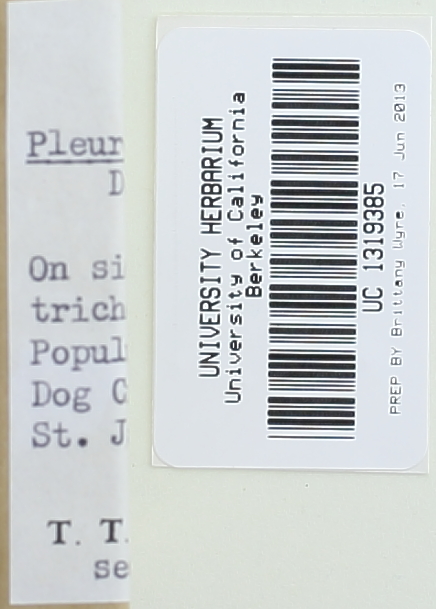 Pleur
D
On si
trich
Popul
Dog C
St. J
T. T.
se
UNIVERSITY HERBARIUM
University of California
Berkeley
UC 1319385
PREP BY Brittany Wyre, 17 Jun 2013